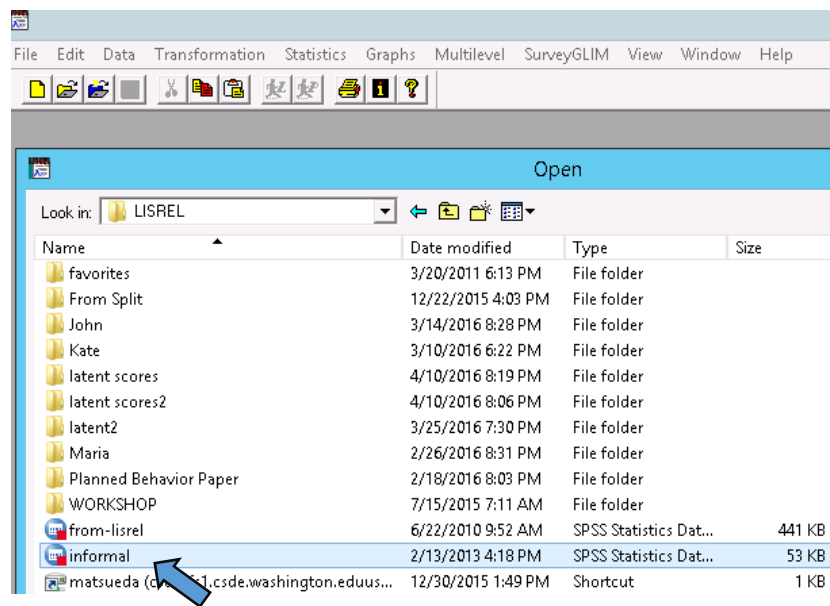 File Edit Data Transformation Statistics Graphs Multilevel SurveyGLIM View Window Help
Open
Look in: LISREL
Name Date modified Type Size
favorites 3/20/2011 6:13 PM File folder
From Split 12/22/2015 4:03 PM File folder
John 3/14/2016 8:28 PM File folder
Kate 3/10/2016 6:22 PM File folder
latent scores 4/10/2016 8:19 PM File folder
latent scores2 4/10/2016 8:06 PM File folder
latent2 3/25/2016 7:30 PM File folder
Maria 2/26/2016 8:31 PM File folder
Planned Behavior Paper 2/18/2016 8:03 PM File folder
WORKSHOP 7/15/2015 7:11 AM File folder
from-lisrel 6/22/2010 9:52 AM SPSS Statistics Dat... 441 KB
informal 2/13/2013 4:18 PM SPSS Statistics Dat... 53 KB
matsueda 1.csde.washington.eduus... 12/30/2015 1:49 PM Shortcut 1 KB